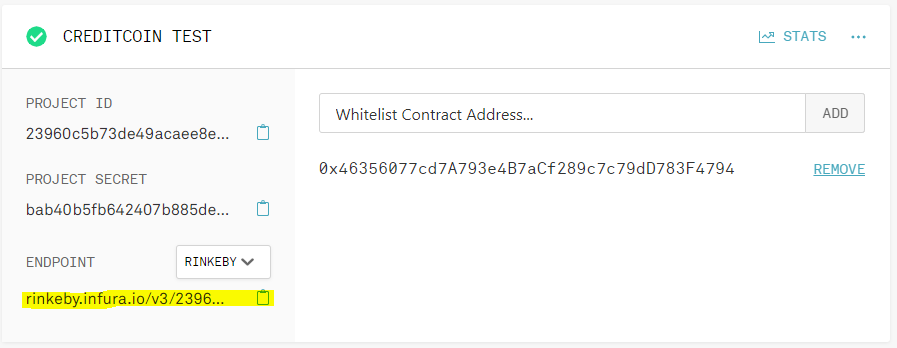 CREDITCOIN TEST
STATS
PROJECT ID
23960c5b73de49acaee8e...
PROJECT SECRET
bab40b5fb642407b885de...
ENDPOINT
RINKEBY
rinkeby.infura.io/v3/2396...
Whitelist Contract Address...
ADD
0x46356077cd7A793e4B7aCf289c7c79dD783F4794
REMOVE